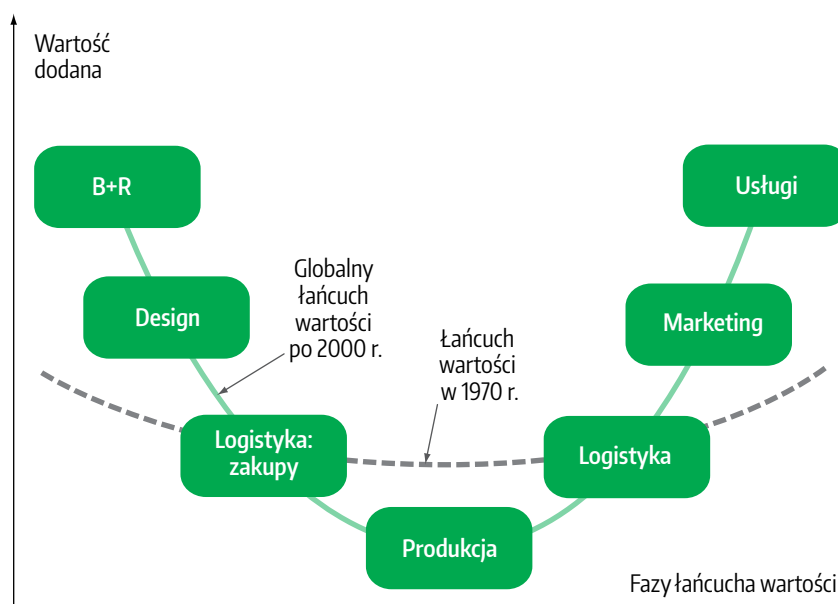 Wartość
dodana
B+R
Usługi
Globalny
łańcuch
wartości
po 2000 r.
Design
Marketing
Łańcuch
wartości
w 1970 r.
Logistyka:
zakupy
Logistyka
Produkcja
Fazy łańcucha wartości